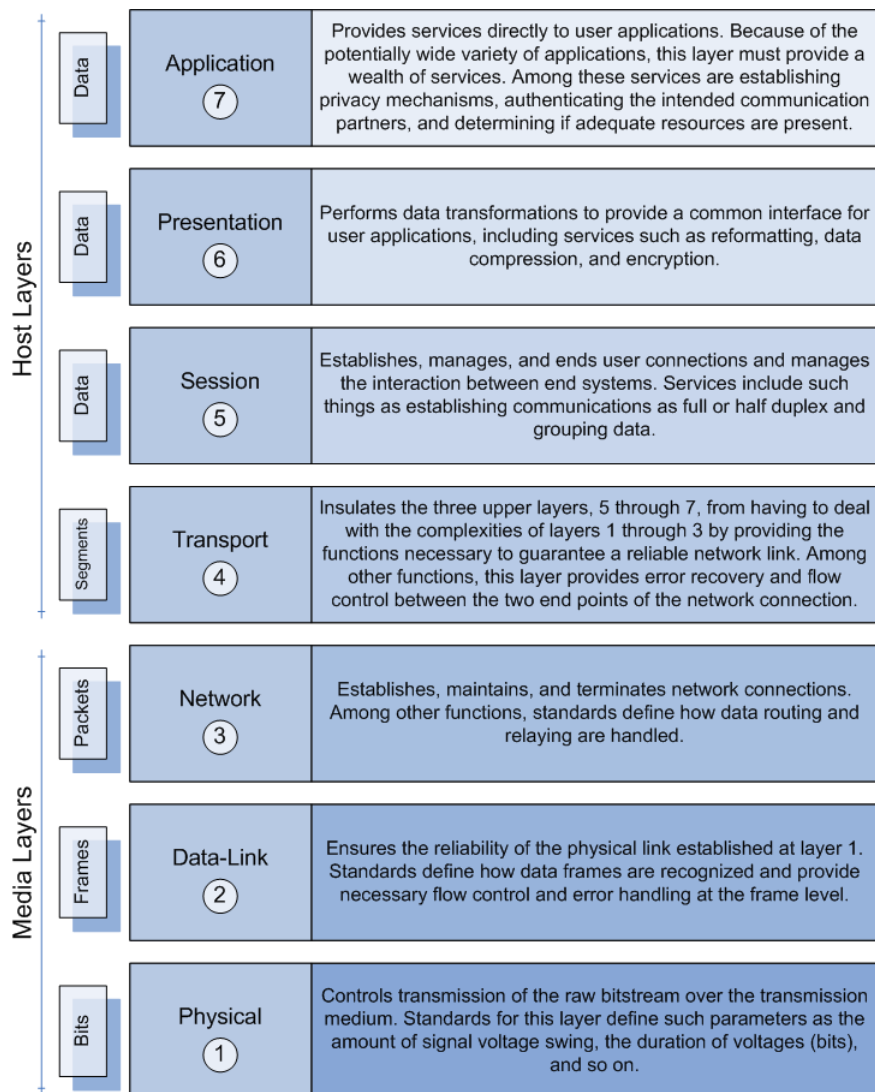 Host Layers
Data
Application
7
Provides services directly to user applications. Because of the
potentially wide variety of applications, this layer must provide a
wealth of services. Among these services are establishing
privacy mechanisms, authenticating the intended communication
partners, and determining if adequate resources are present.
Data
Presentation
6
Performs data transformations to provide a common interface for
user applications, including services such as reformatting, data
compression, and encryption.
Data
Session
5
Establishes, manages, and ends user connections and manages
the interaction between end systems. Services include such
things as establishing communications as full or half duplex and
grouping data.
Segments
Transport
4
Insulates the three upper layers, 5 through 7, from having to deal
with the complexities of layers 1 through 3 by providing the
functions necessary to guarantee a reliable network link. Among
other functions, this layer provides error recovery and flow
control between the two end points of the network connection.
Media Layers
Packets
Network
3
Establishes, maintains, and terminates network connections.
Among other functions, standards define how data routing and
relaying are handled.
Frames
Data-Link
2
Ensures the reliability of the physical link established at layer 1.
Standards define how data frames are recognized and provide
necessary flow control and error handling at the frame level.
Bits
Physical
1
Controls transmission of the raw bitstream over the transmission
medium. Standards for this layer define such parameters as the
amount of signal voltage swing, the duration of voltages (bits),
and so on.